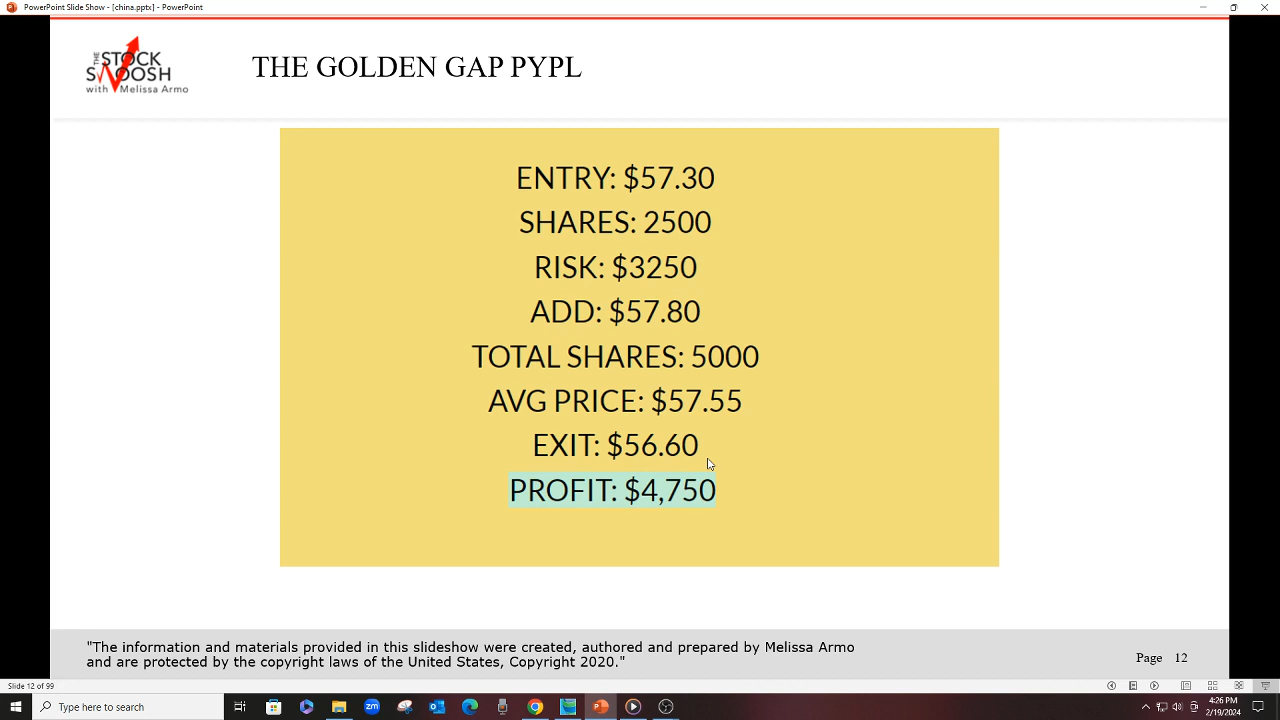 PowerPoint Slide Show - [china.pptx] - PowerPoint
THE STOCK
SWOOSH
with Melissa Armo
THE GOLDEN GAP PYPL
ENTRY: $57.30
SHARES: 2500
RISK: $3250
ADD: $57.80
TOTAL SHARES: 5000
AVG PRICE: $57.55
EXIT: $56.60
PROFIT: $4,750
"The information and materials provided in this slideshow were created, authored and prepared by Melissa Armo
and are protected by the copyright laws of the United States, Copyright 2020."
Page 12
Slide 12 of 99
Type here to search
4:26 PM
2/19/2024